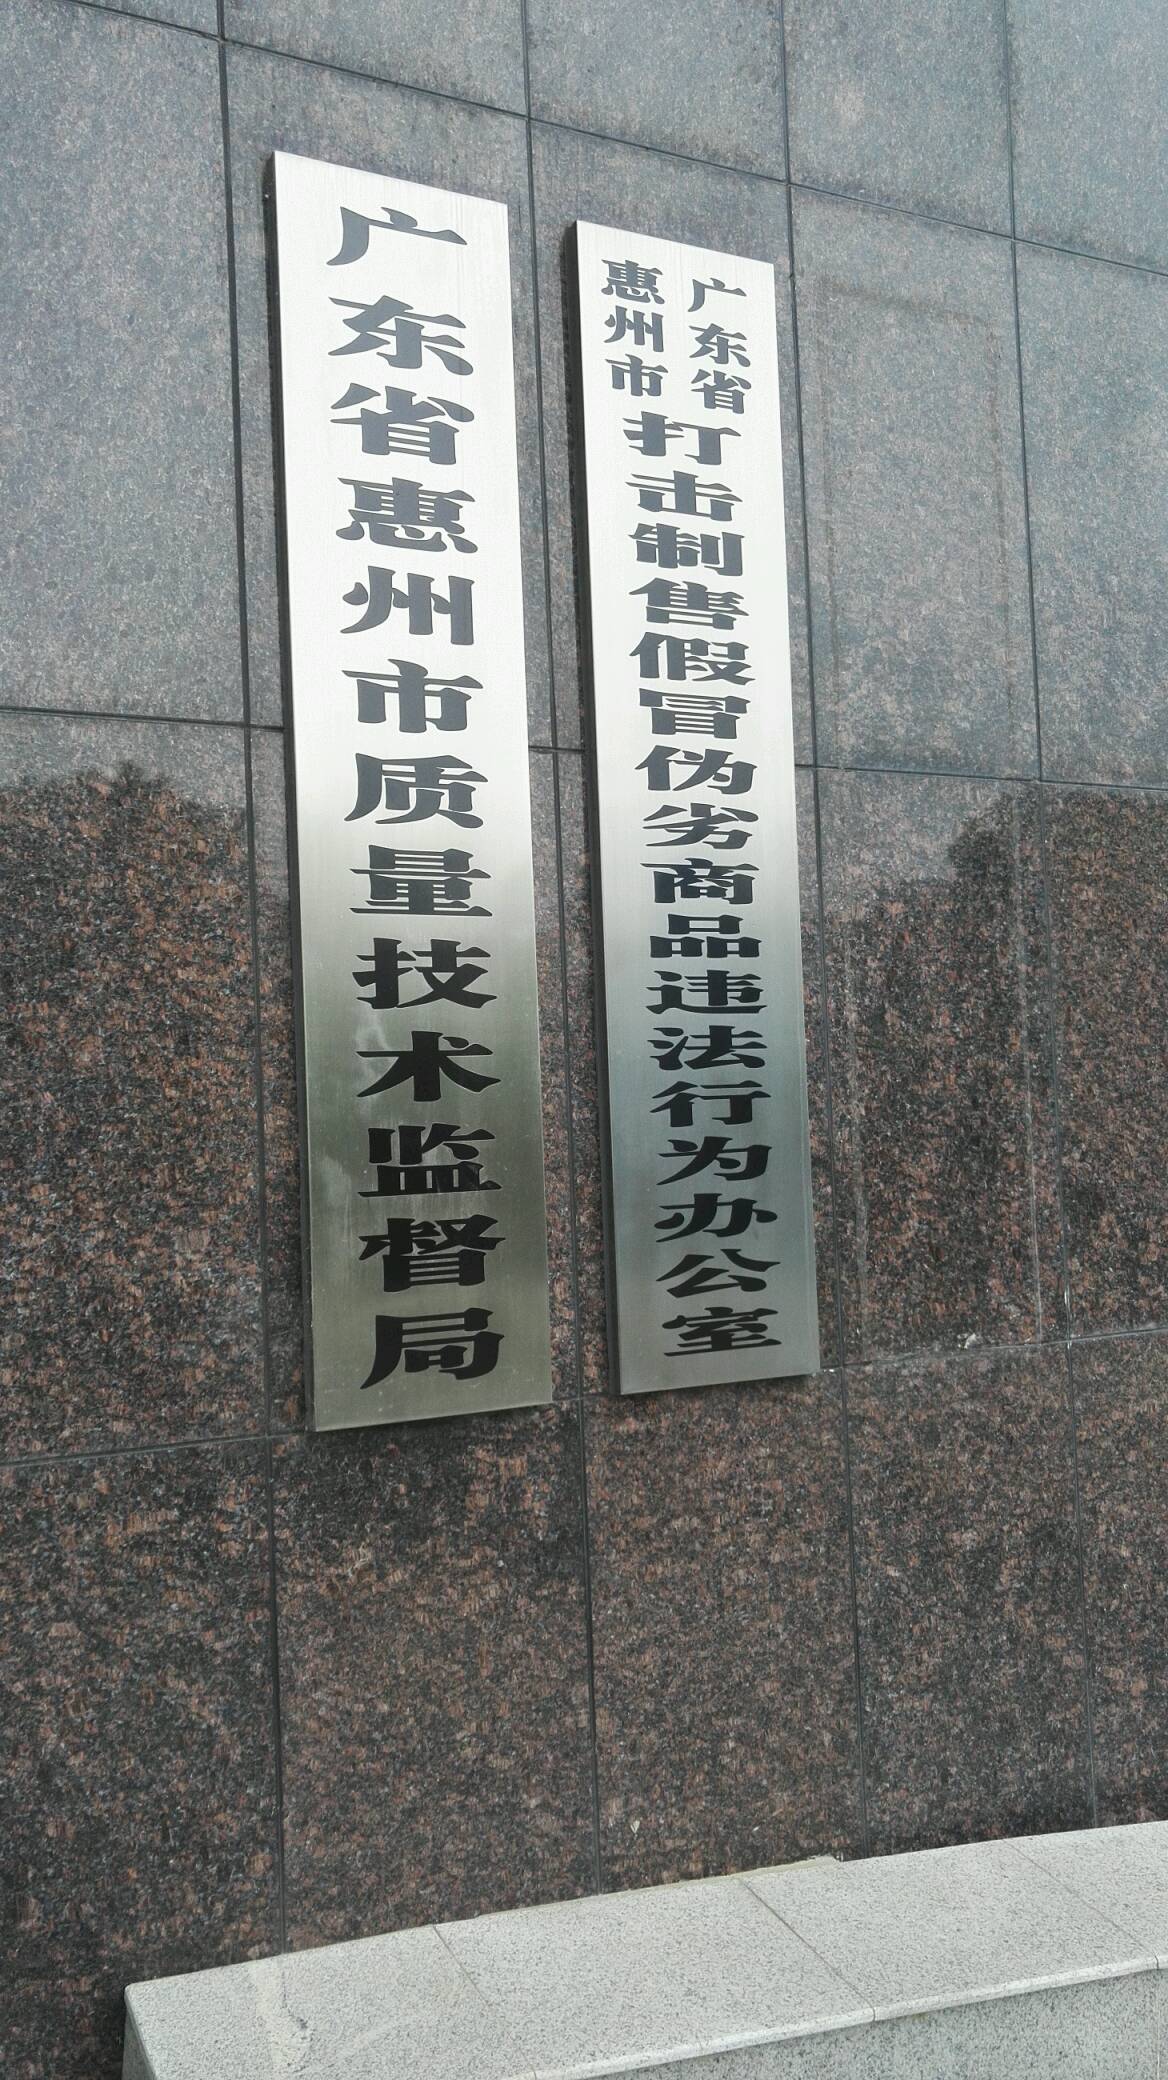 广东省惠州市质量技术监督局
广东省
惠州市
打击制售假冒伪劣商品违法行为办公室